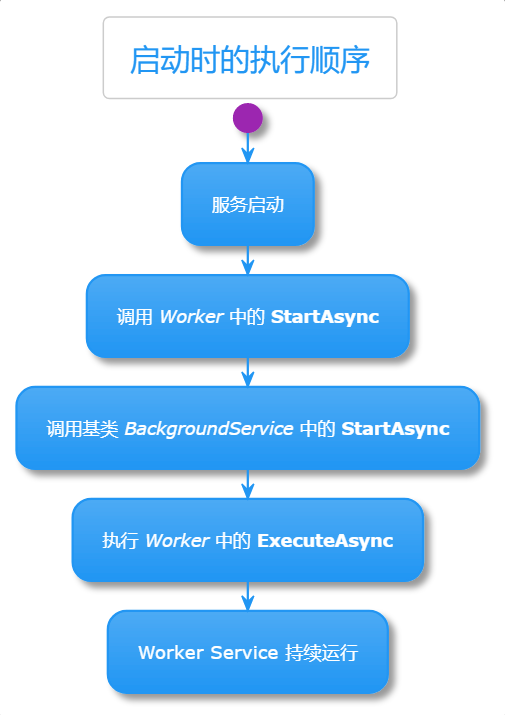 启动时的执行顺序
服务启动
调用 Worker 中的 StartAsync
调用基类 BackgroundService 中的 StartAsync
执行 Worker 中的 ExecuteAsync
Worker Service 持续运行